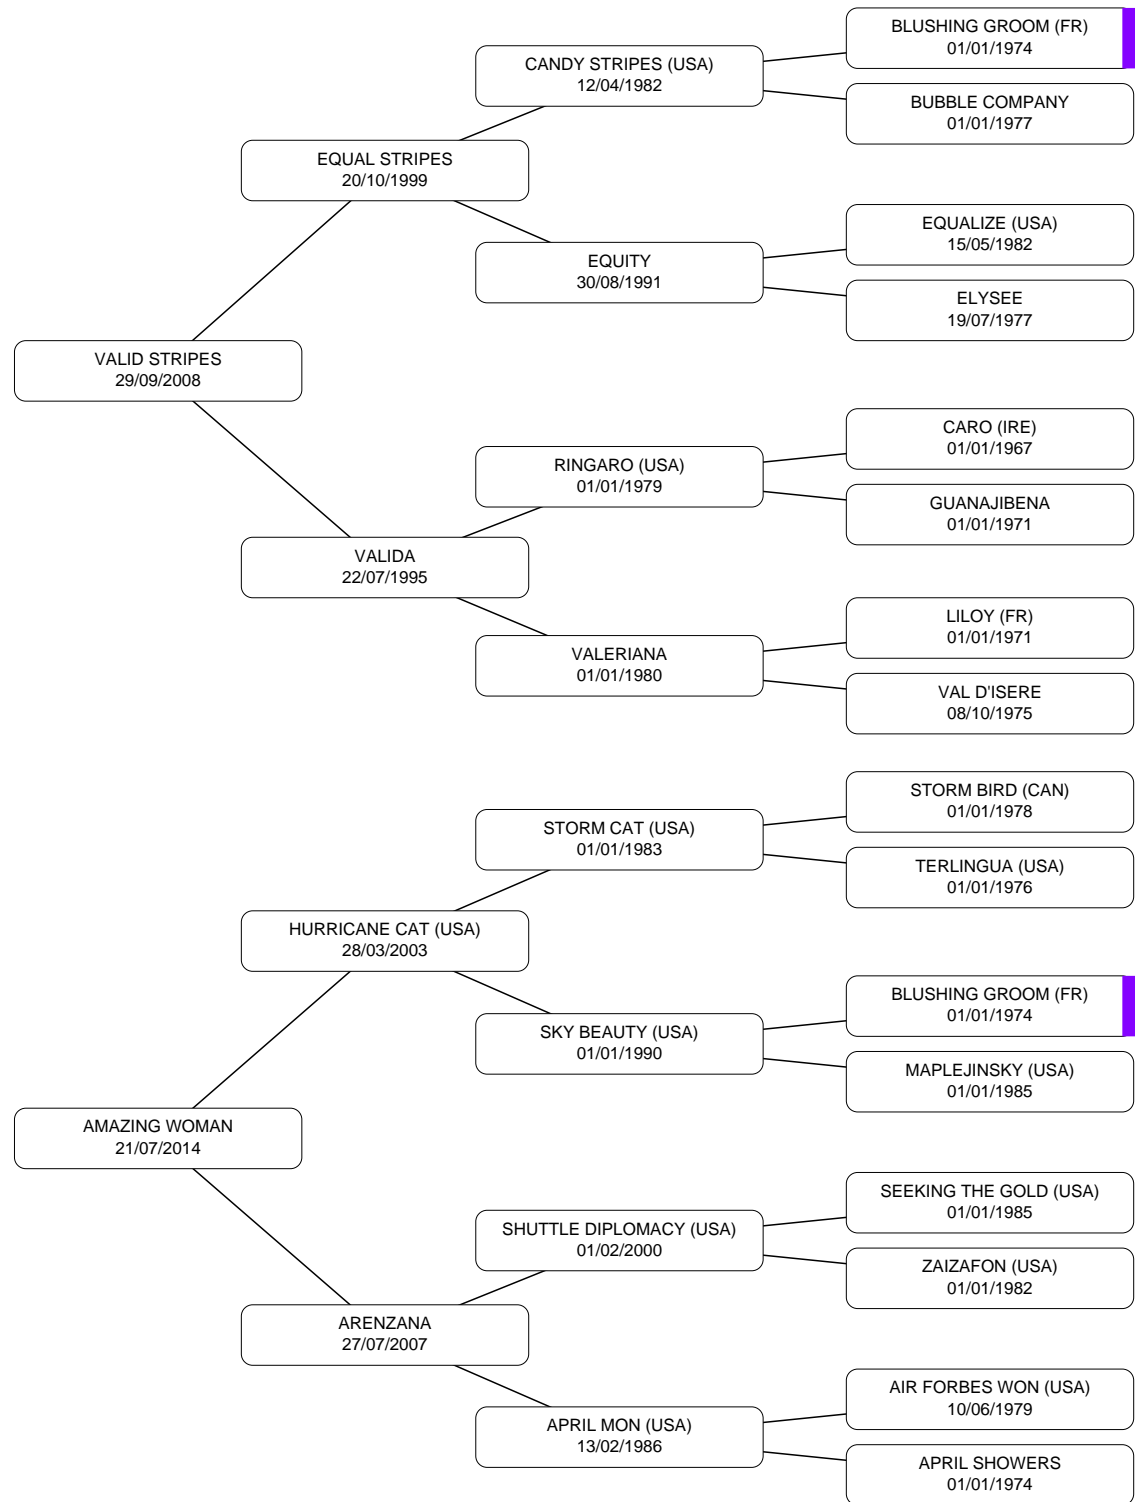 BLUSHING GROOM (FR)
01/01/1974
CANDY STRIPES (USA)
12/04/1982
BUBBLE COMPANY
01/01/1977
EQUAL STRIPES
20/10/1999
EQUALIZE (USA)
15/05/1982
EQUITY
30/08/1991
ELYSEE
19/07/1977
VALID STRIPES
29/09/2008
CARO (IRE)
01/01/1967
RINGARO (USA)
01/01/1979
GUANAJIBENA
01/01/1971
VALIDA
22/07/1995
LILOY (FR)
01/01/1971
VALERIANA
01/01/1980
VAL D'ISERE
08/10/1975
STORM BIRD (CAN)
01/01/1978
STORM CAT (USA)
01/01/1983
TERLINGUA (USA)
01/01/1976
HURRICANE CAT (USA)
28/03/2003
BLUSHING GROOM (FR)
01/01/1974
SKY BEAUTY (USA)
01/01/1990
MAPLEJINSKY (USA)
01/01/1985
AMAZING WOMAN
21/07/2014
SEEKING THE GOLD (USA)
01/01/1985
SHUTTLE DIPLOMACY (USA)
01/02/2000
ZAIZAFON (USA)
01/01/1982
ARENZANA
27/07/2007
AIR FORBES WON (USA)
10/06/1979
APRIL MON (USA)
13/02/1986
APRIL SHOWERS
01/01/1974